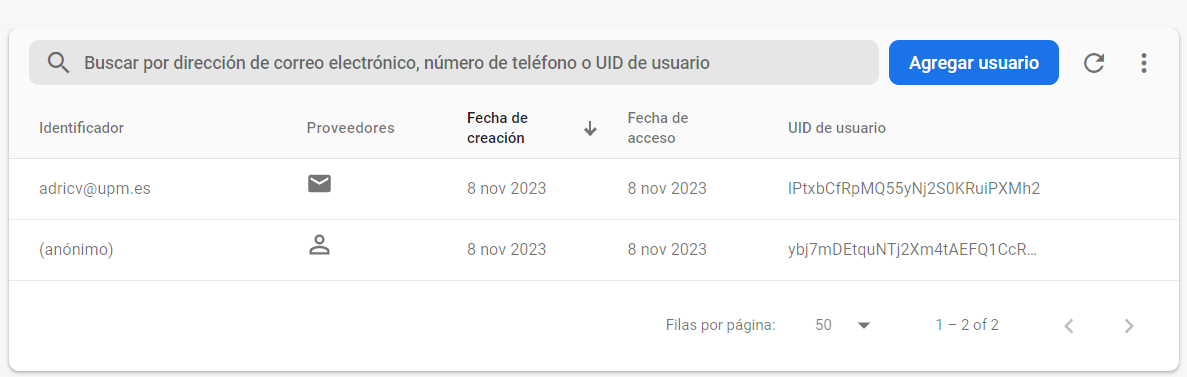 Buscar por dirección de correo electrónico, número de teléfono o UID de usuario
Agregar usuario
Identificador
Proveedores
Fecha de
creación
Fecha de
acceso
UID de usuario
adricv@upm.es
8 nov 2023
8 nov 2023
IPtxbCfRpMQ55yNj2S0KRuiPXMh2
(anónimo)
8 nov 2023
8 nov 2023
ybj7mDEtquNTj2Xm4tAEFQ1CcR…
Filas por página:
50
1 – 2 of 2